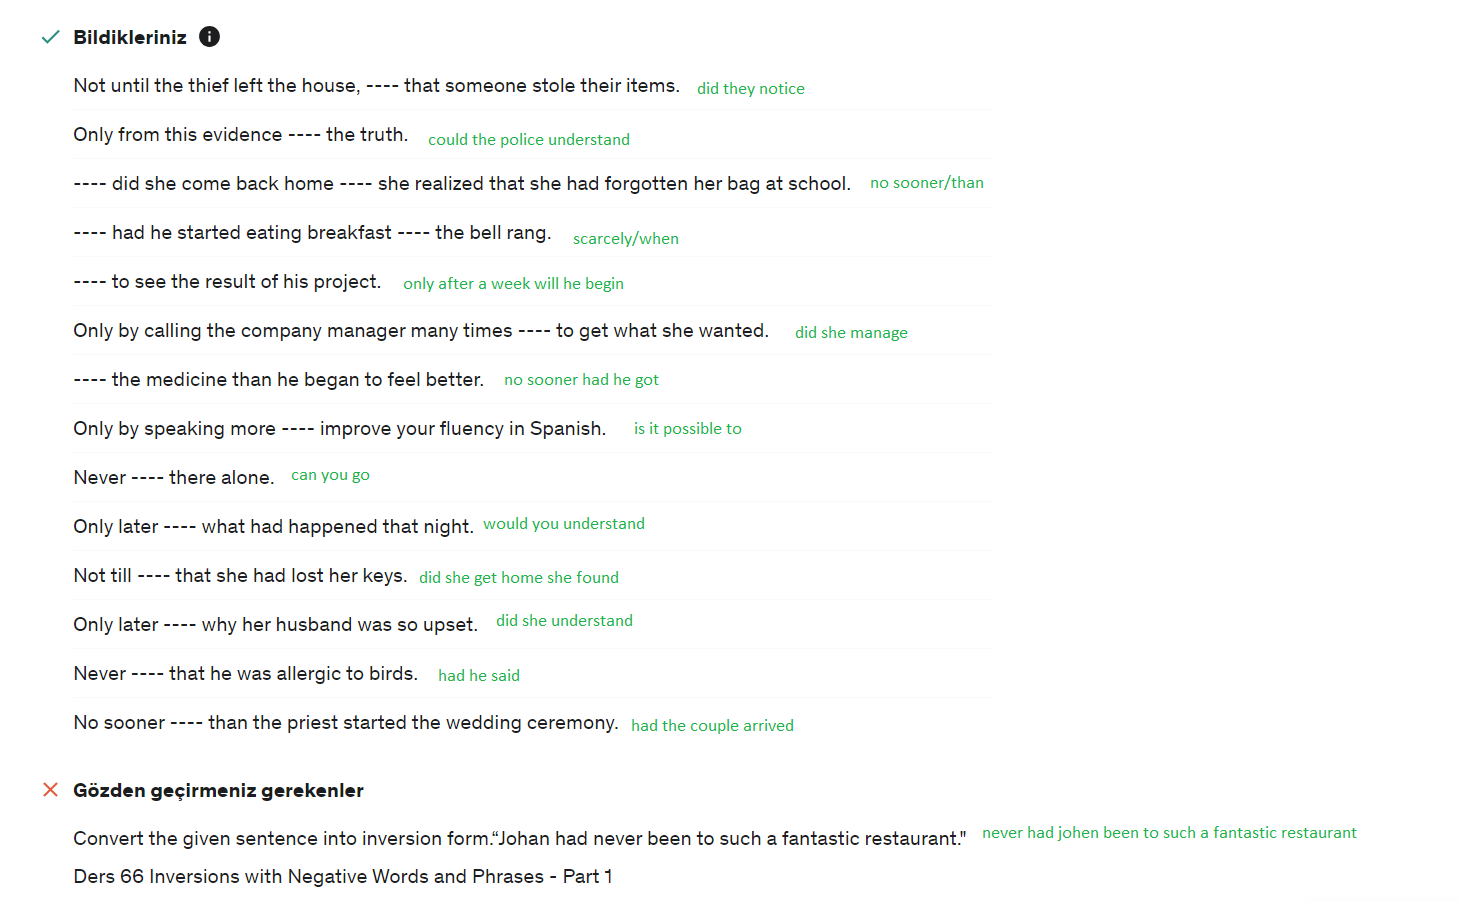 Bildikleriniz
Not until the thief left the house, ---- that someone stole their items. did they notice
Only from this evidence ---- the truth. could the police understand
---- did she come back home ---- she realized that she had forgotten her bag at school. no sooner/than
---- had he started eating breakfast ---- the bell rang. scarcely/when
---- to see the result of his project. only after a week will he begin
Only by calling the company manager many times ---- to get what she wanted. did she manage
---- the medicine than he began to feel better. no sooner had he got
Only by speaking more ---- improve your fluency in Spanish. is it possible to
Never ---- there alone. can you go
Only later ---- what had happened that night. would you understand
Not till ---- that she had lost her keys. did she get home she found
Only later ---- why her husband was so upset. did she understand
Never ---- that he was allergic to birds. had he said
No sooner ---- than the priest started the wedding ceremony. had the couple arrived
Gözden geçirmeniz gerekenler
Convert the given sentence into inversion form.“Johan had never been to such a fantastic restaurant." never had johen been to such a fantastic restaurant
Ders 66 Inversions with Negative Words and Phrases - Part 1